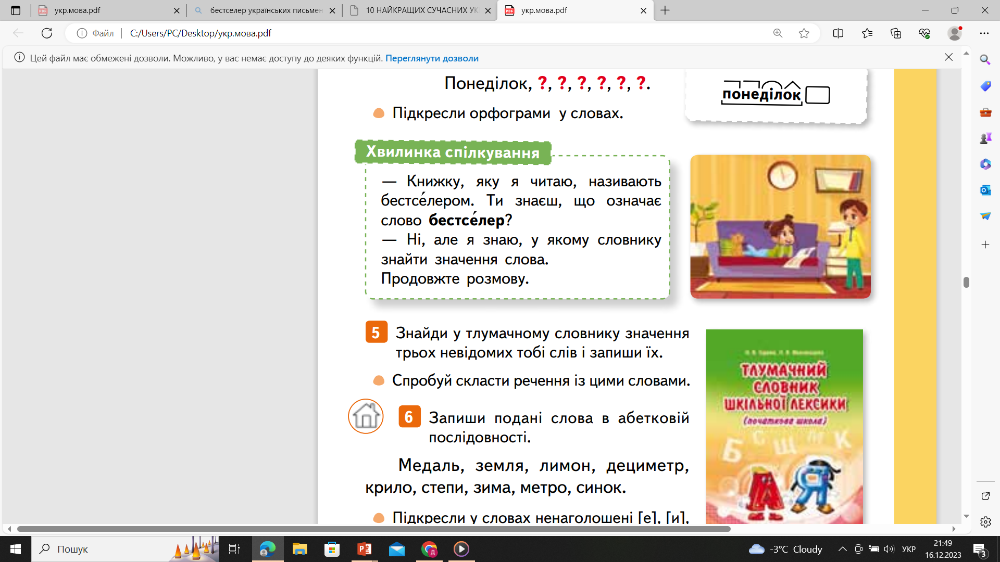 укр.мова.pdf
бестселер українських письмен
10 НАЙКРАЩИХ СУЧАСНИХ УК
укр.мова.pdf
Файл
C:/Users/PC/Desktop/укр.мова.pdf
Цей файл має обмежені дозволи. Можливо, у вас немає доступу до деяких функцій. Переглянути дозволи
Понеділок, ?, ?, ?, ?, ?, ?.
понеділок
Підкресли орфограми у словах.
Хвилинка спілкування
— Книжку, яку я читаю, називають
бестсе́лером. Ти знаєш, що означає
слово бестсе́лер?
— Ні, але я знаю, у якому словнику
знайти значення слова.
Продовжте розмову.
5 Знайди у тлумачному словнику значення
трьох невідомих тобі слів і запиши їх.
Спробуй скласти речення із цими словами.
6 Запиши подані слова в абетковій
послідовності.
Медаль, земля, лимон, дециметр,
крило, степи, зима, метро, синок.
Підкресли у словах ненаголошені [е], [и],
ТЛУМАЧНИЙ
СЛОВНИК
ШКІЛЬНОЇ ЛЕКСИКИ
(початкова школа)
Б С Щ К
А Я
Пошук
-3°C Cloudy
УКР
21:49
16.12.2023
3